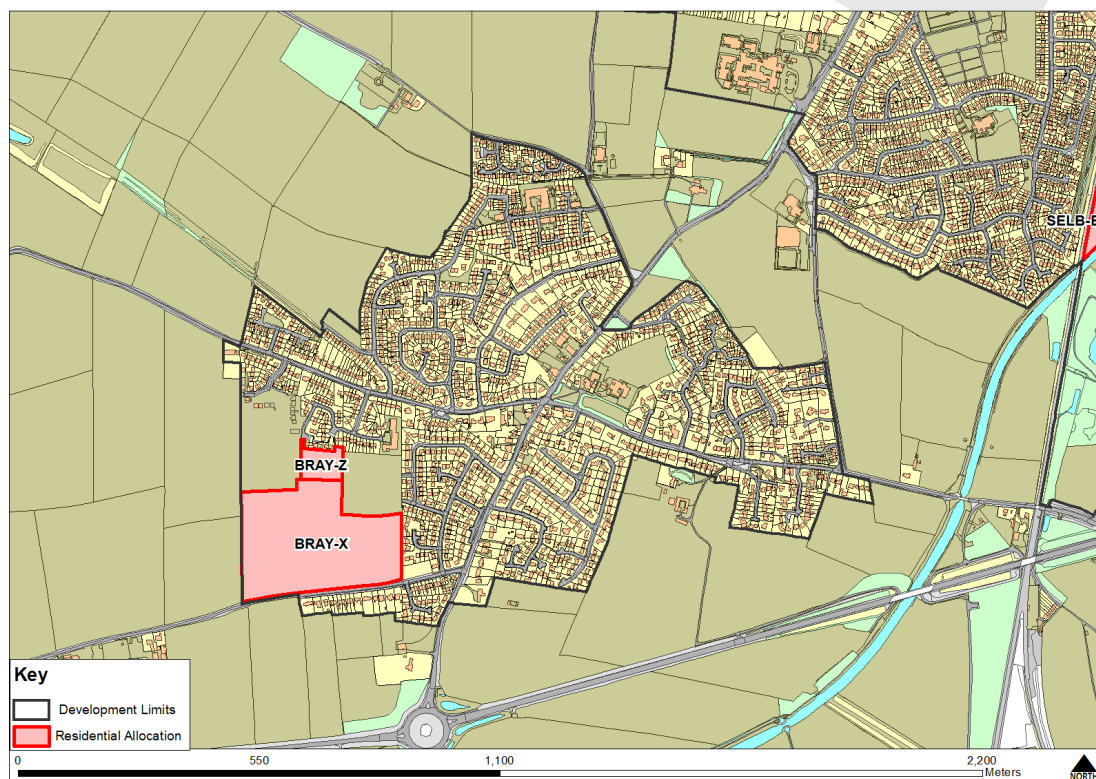 SELB-B
BRAY-Z
BRAY-X
Key
Development Limits
Residential Allocation
0 550 1,100 2,200
Meters
NORTH